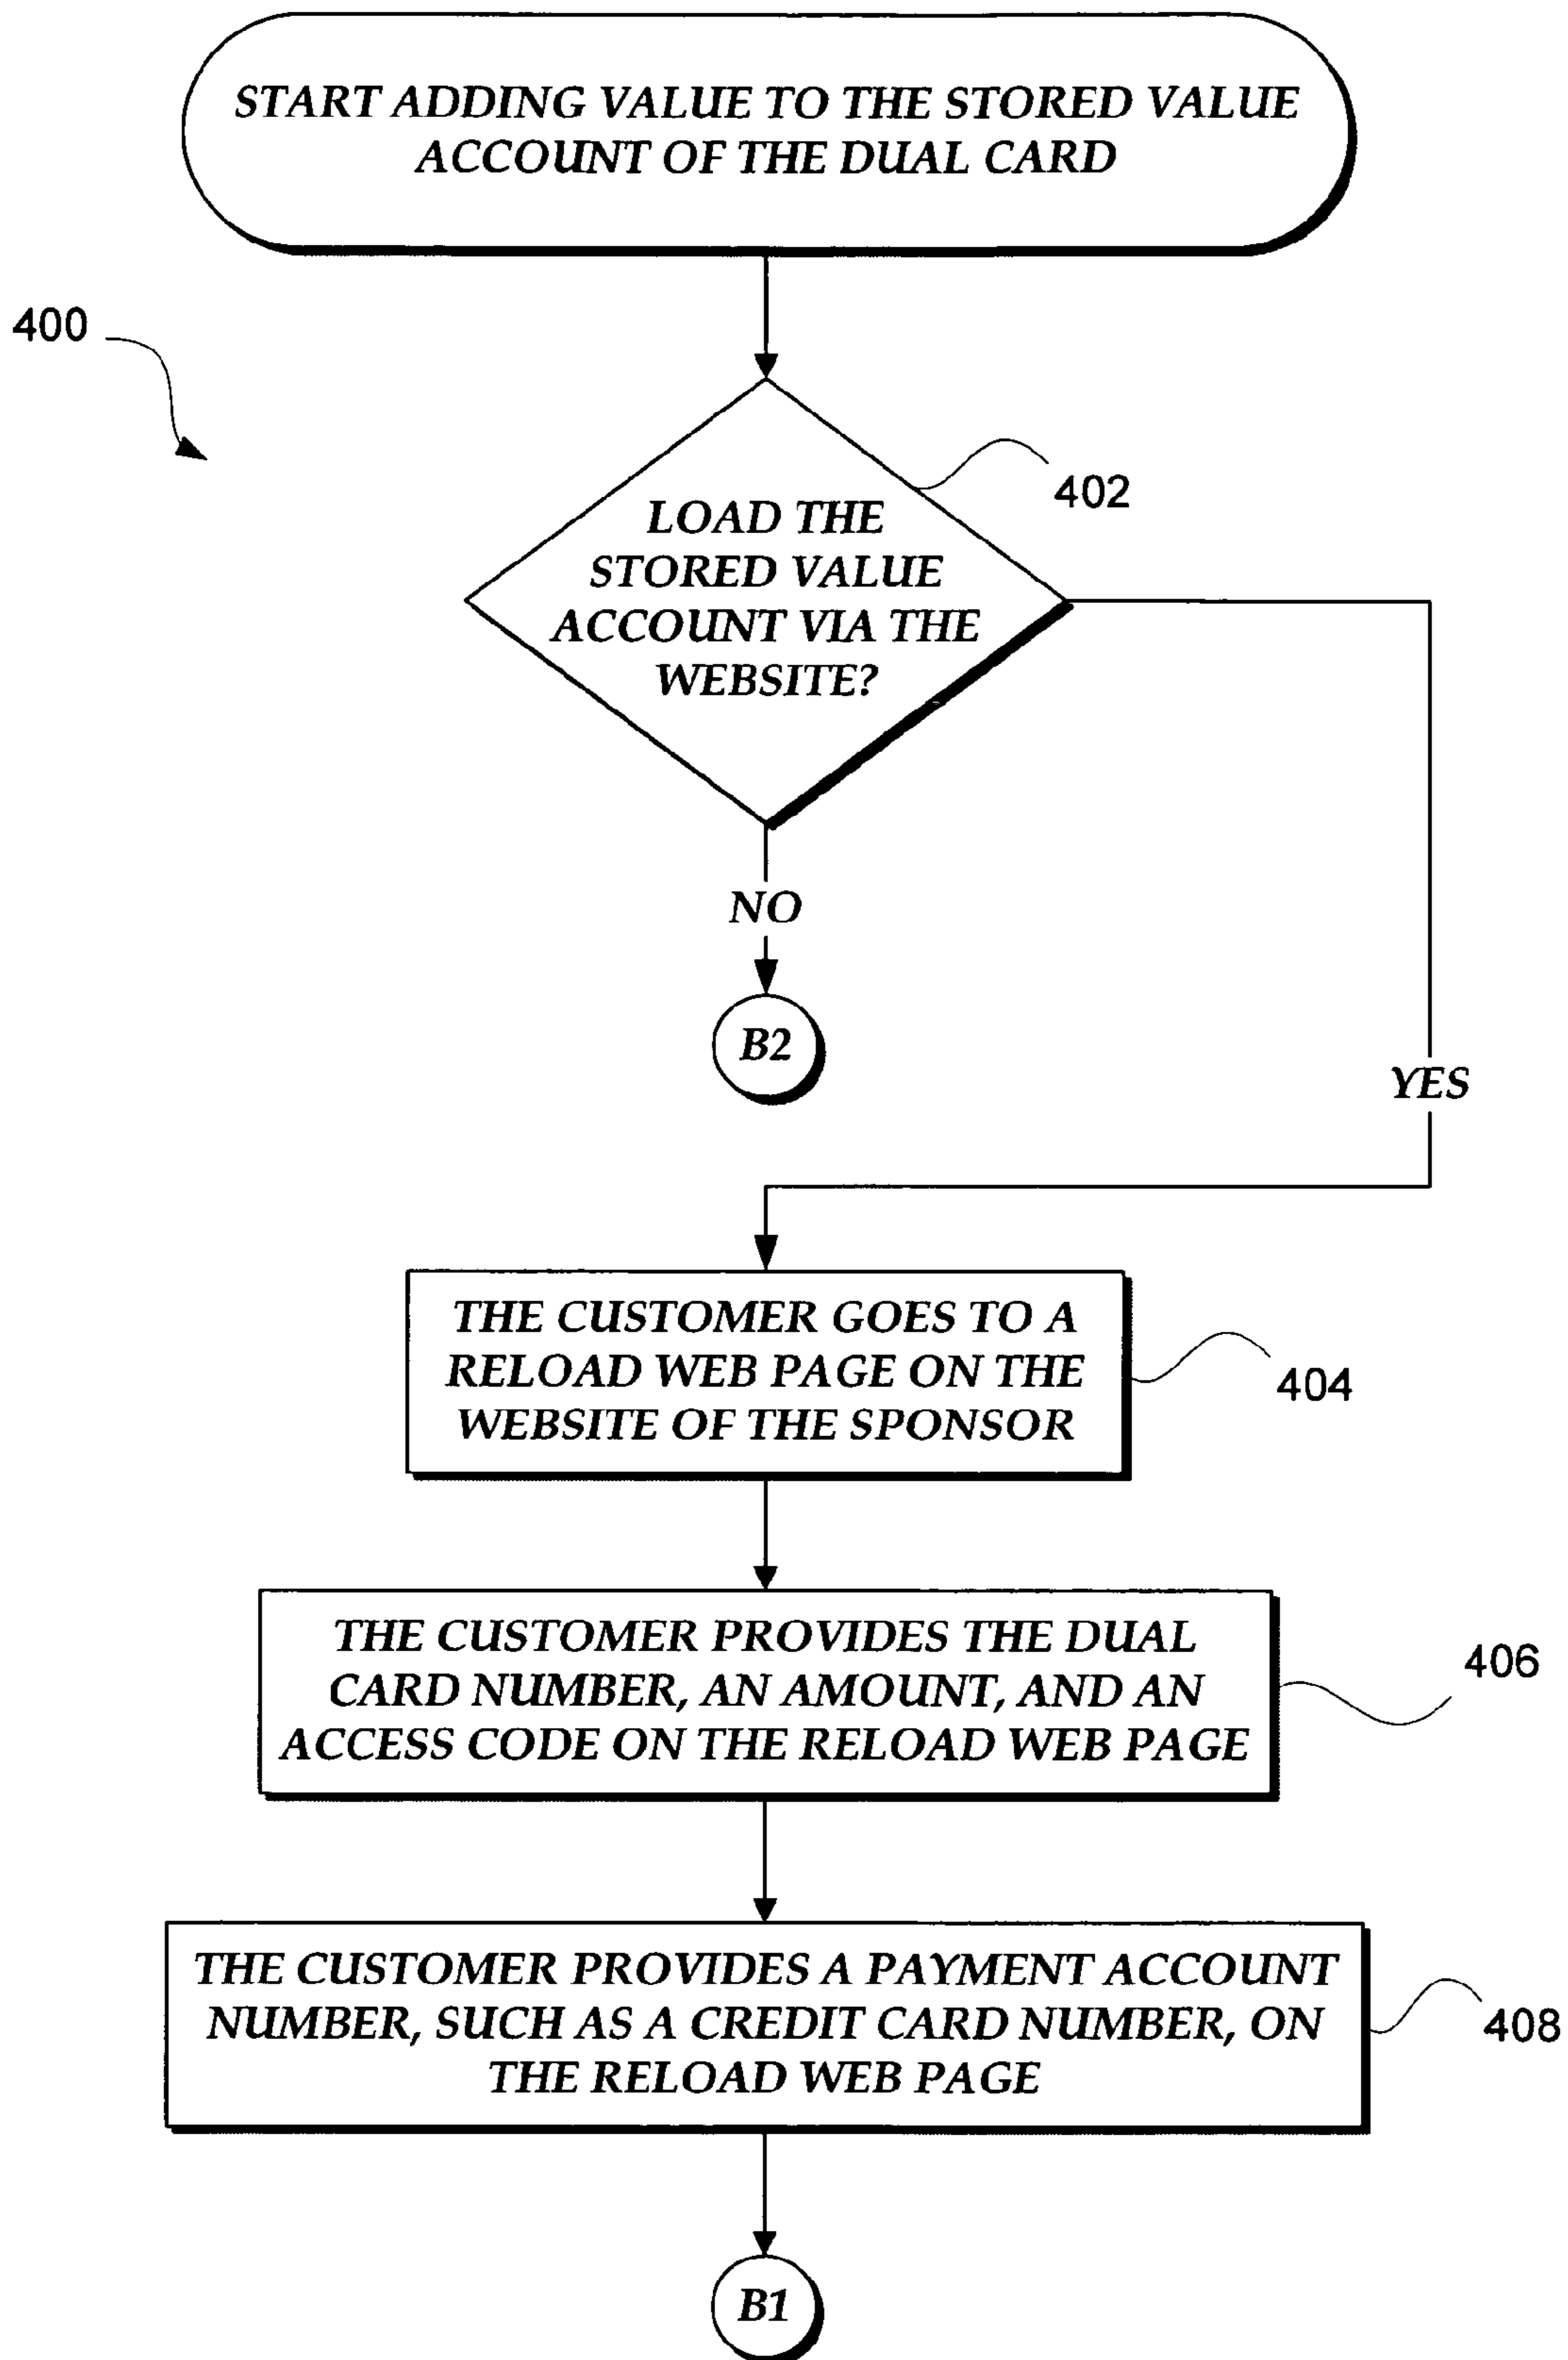 START ADDING VALUE TO THE STORED VALUE
ACCOUNT OF THE DUAL CARD
400
402
LOAD THE
STORED VALUE
ACCOUNT VIA THE
WEBSITE?
NO
B2
YES
THE CUSTOMER GOES TO A
RELOAD WEB PAGE ON THE
WEBSITE OF THE SPONSOR
404
THE CUSTOMER PROVIDES THE DUAL
CARD NUMBER, AN AMOUNT, AND AN
ACCESS CODE ON THE RELOAD WEB PAGE
406
THE CUSTOMER PROVIDES A PAYMENT ACCOUNT
NUMBER, SUCH AS A CREDIT CARD NUMBER, ON
THE RELOAD WEB PAGE
408
B1